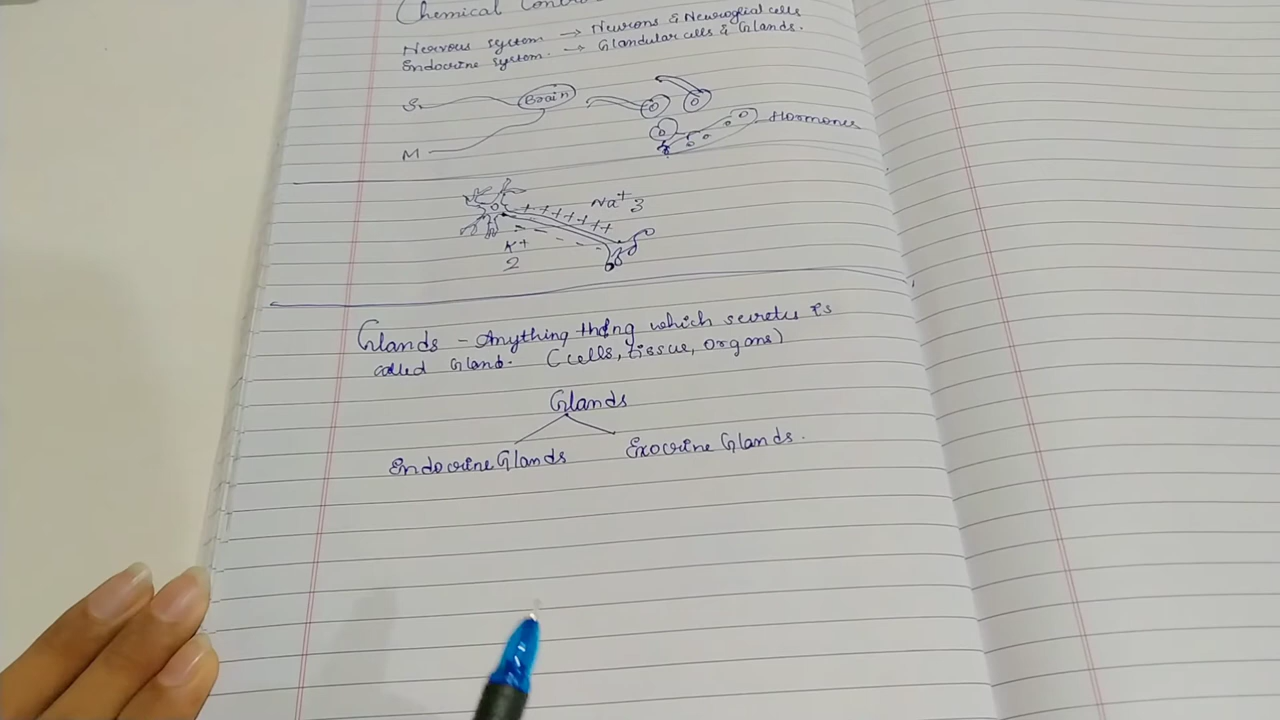 Chemical
Nervous system → Neurons & Neuroglial cells
Endocrine system. → Glandular cells & Glands.
S
Brain
Hormones
M
Na+ 3
+ + + + + + +
K+
2
Glands - Anything thing which secretes is
called Gland. (cells, tissue, organs)
Glands
Endocrine Glands
Exocrine Glands.